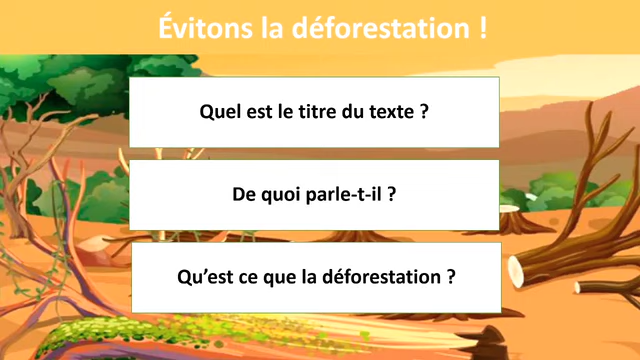 Évitons la déforestation !
Quel est le titre du texte ?
De quoi parle-t-il ?
Qu’est ce que la déforestation ?